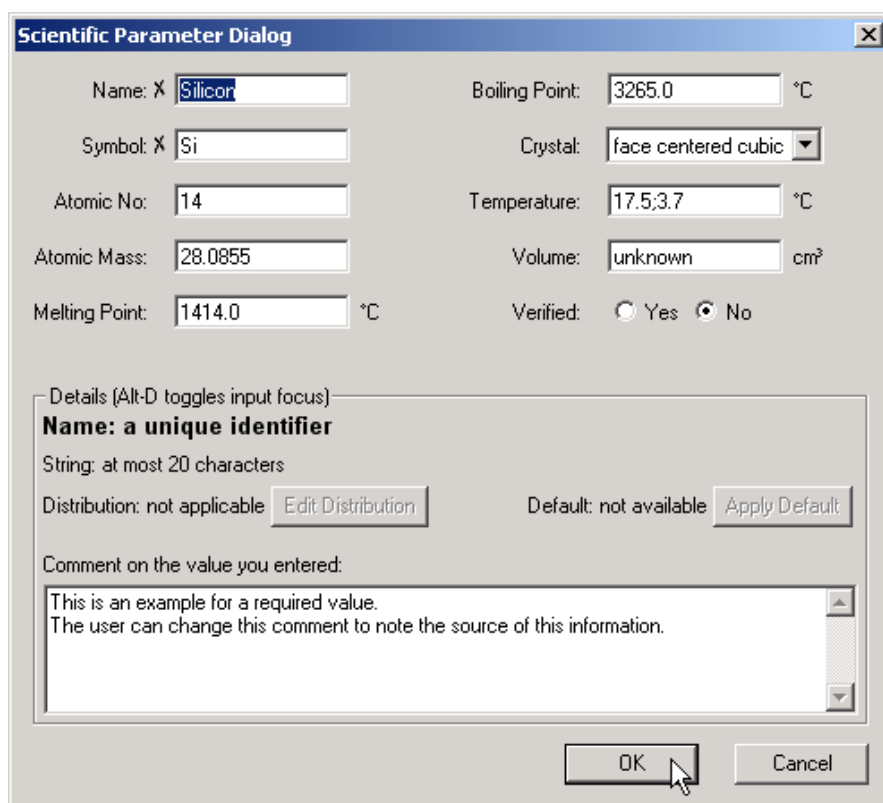 Scientific Parameter Dialog
Name: X Silicon
Boiling Point: 3265.0 °C
Symbol: X Si
Crystal: face centered cubic
Atomic No: 14
Temperature: 17.5;3.7 °C
Atomic Mass: 28.0855
Volume: unknown cm³
Melting Point: 1414.0 °C
Verified: Yes No
Details (Alt-D toggles input focus)
Name: a unique identifier
String: at most 20 characters
Distribution: not applicable Edit Distribution
Default: not available Apply Default
Comment on the value you entered:
This is an example for a required value.
The user can change this comment to note the source of this information.
OK
Cancel